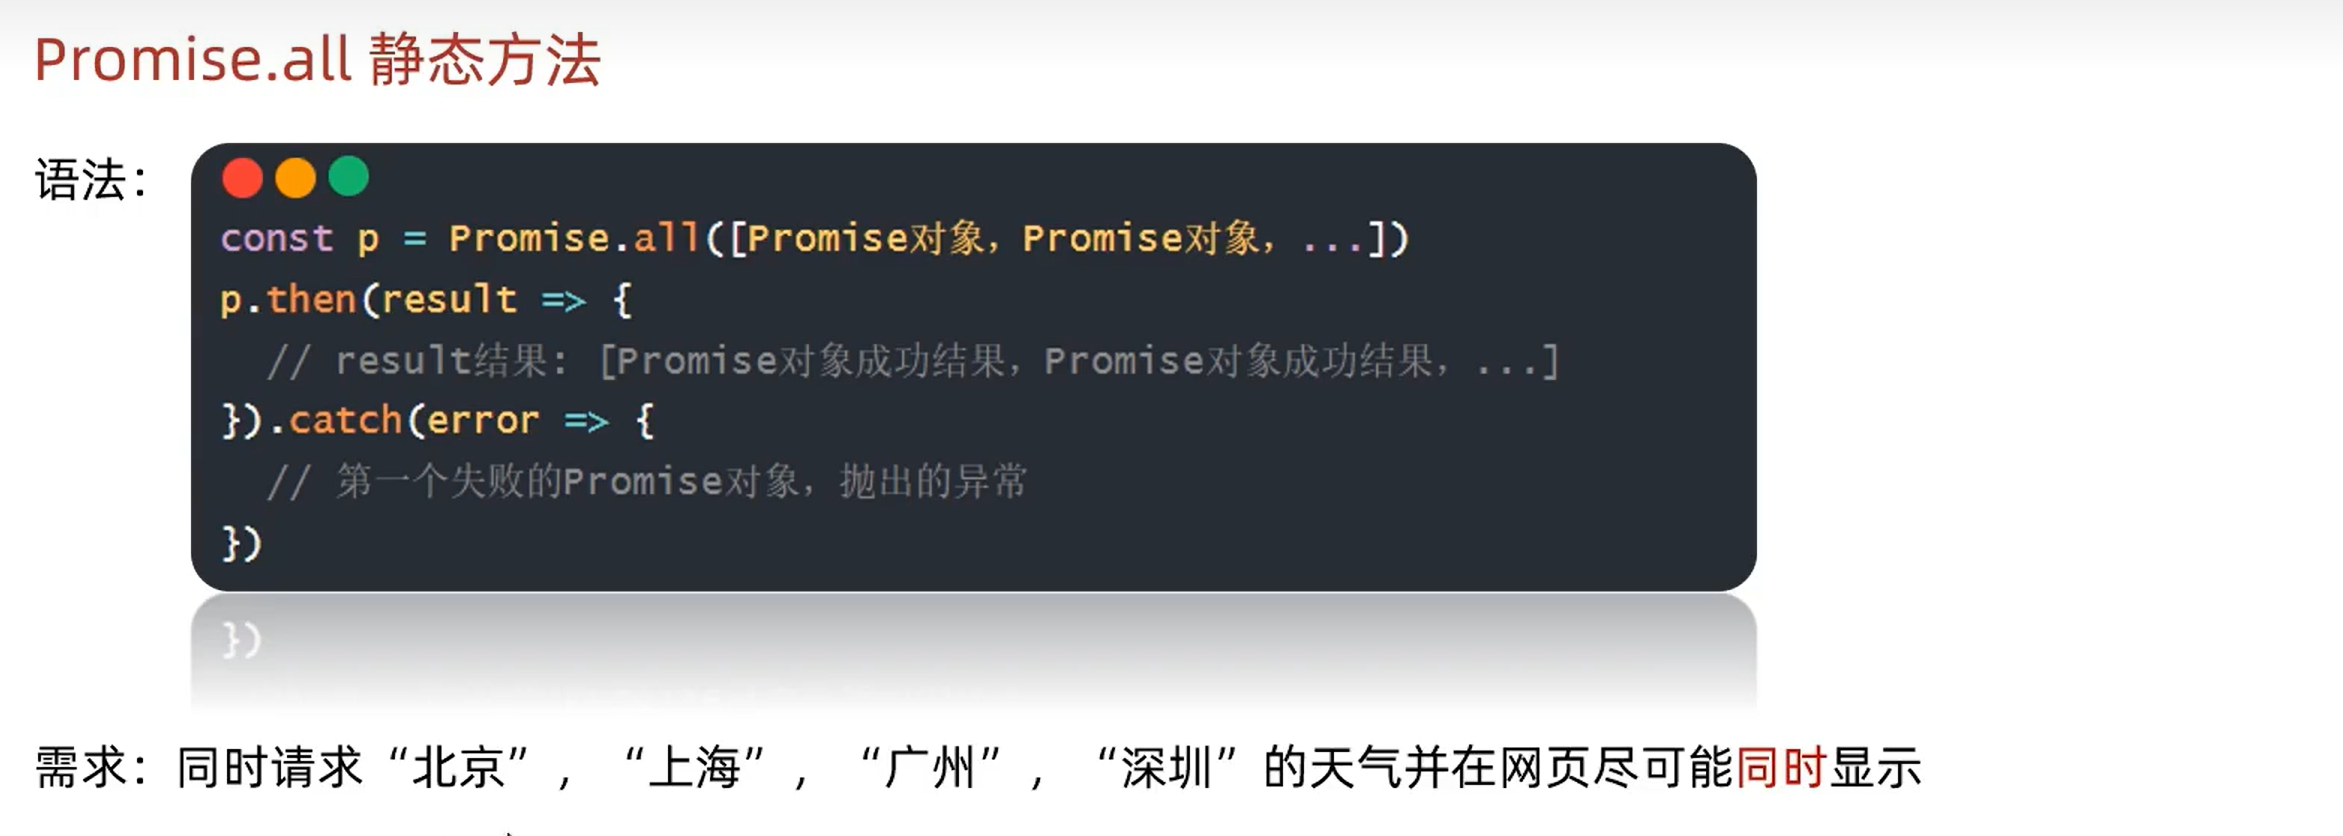 Promise.all 静态方法
语法：
const p = Promise.all([Promise对象, Promise对象, ...])
p.then(result => {
// result结果: [Promise对象成功结果, Promise对象成功结果, ...]
}).catch(error => {
// 第一个失败的Promise对象, 抛出的异常
})
})
需求：同时请求“北京”，“上海”，“广州”，“深圳”的天气并在网页尽可能同时显示